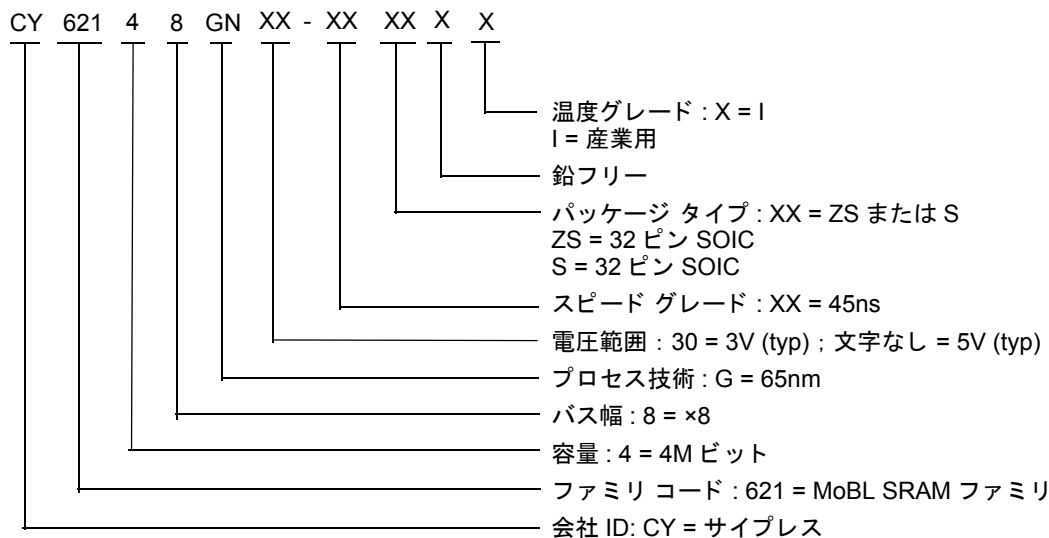 CY 621 4 8 GN XX - XX XX X X
温度グレード : X = I
I = 産業用
鉛フリー
パッケージ タイプ : XX = ZS または S
ZS = 32 ピン SOIC
S = 32 ピン SOIC
スピード グレード : XX = 45ns
電圧範囲 : 30 = 3V (typ) ; 文字なし = 5V (typ)
プロセス技術 : G = 65nm
バス幅 : 8 = ×8
容量 : 4 = 4M ビット
ファミリ コード : 621 = MoBL SRAM ファミリ
会社 ID: CY = サイプレス